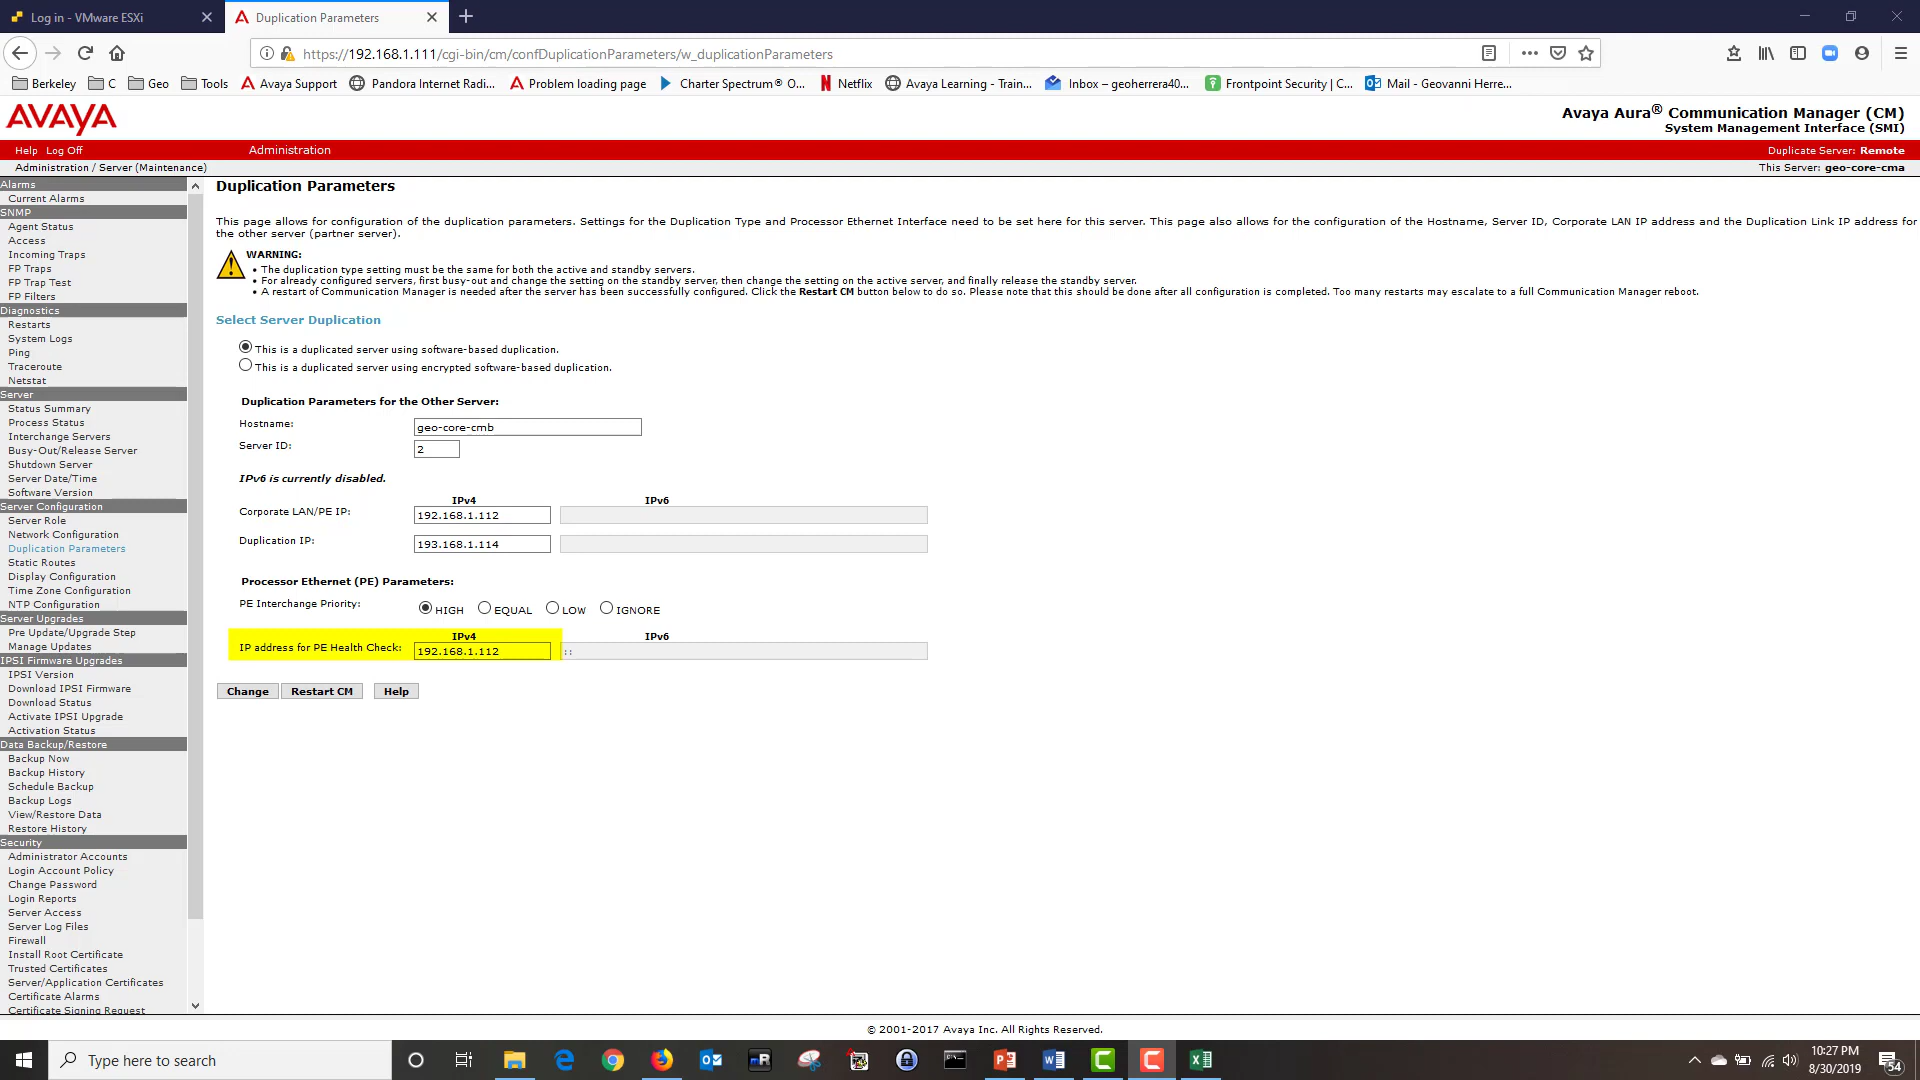 Log in - VMware ESXi
Duplication Parameters
https://192.168.1.111/cgi-bin/cm/confDuplicationParameters/w_duplicationParameters
Berkeley C Geo Tools Avaya Support Pandora Internet Radi... Problem loading page Charter Spectrum® O... Netflix Avaya Learning - Train... Inbox – geoherrera40... Frontpoint Security | C... Mail - Geovanni Herre...
AVAYA
Avaya Aura® Communication Manager (CM)
System Management Interface (SMI)
Help Log Off Administration Duplicate Server: Remote
Administration / Server (Maintenance) This Server: geo-core-cma
Alarms
Current Alarms
SNMP
Agent Status
Access
Incoming Traps
FP Traps
FP Trap Test
FP Filters
Diagnostics
Restarts
System Logs
Ping
Traceroute
Netstat
Server
Status Summary
Process Status
Interchange Servers
Busy-Out/Release Server
Shutdown Server
Server Date/Time
Software Version
Server Configuration
Server Role
Network Configuration
Duplication Parameters
Static Routes
Display Configuration
Time Zone Configuration
NTP Configuration
Server Upgrades
Pre Update/Upgrade Step
Manage Updates
IPSI Firmware Upgrades
IPSI Version
Download IPSI Firmware
Download Status
Activate IPSI Upgrade
Activation Status
Data Backup/Restore
Backup Now
Backup History
Schedule Backup
Backup Logs
View/Restore Data
Restore History
Security
Administrator Accounts
Login Account Policy
Change Password
Login Reports
Server Access
Server Log Files
Firewall
Install Root Certificate
Trusted Certificates
Server/Application Certificates
Certificate Alarms
Certificate Signing Request
Duplication Parameters
This page allows for configuration of the duplication parameters. Settings for the Duplication Type and Processor Ethernet Interface need to be set here for this server. This page also allows for the configuration of the Hostname, Server ID, Corporate LAN IP address and the Duplication Link IP address for
the other server (partner server).
WARNING:
• The duplication type setting must be the same for both the active and standby servers.
• For already configured servers, first busy-out and change the setting on the standby server, then change the setting on the active server, and finally release the standby server.
• A restart of Communication Manager is needed after the server has been successfully configured. Click the Restart CM button below to do so. Please note that this should be done after all configuration is completed. Too many restarts may escalate to a full Communication Manager reboot.
Select Server Duplication
This is a duplicated server using software-based duplication.
This is a duplicated server using encrypted software-based duplication.
Duplication Parameters for the Other Server:
Hostname: geo-core-cmb
Server ID: 2
IPv6 is currently disabled.
IPv4 IPv6
Corporate LAN/PE IP: 192.168.1.112
Duplication IP: 193.168.1.114
Processor Ethernet (PE) Parameters:
PE Interchange Priority: HIGH EQUAL LOW IGNORE
IPv4 IPv6
IP address for PE Health Check: 192.168.1.112 ::
Change Restart CM Help
© 2001-2017 Avaya Inc. All Rights Reserved.
Type here to search
10:27 PM
8/30/2019
54